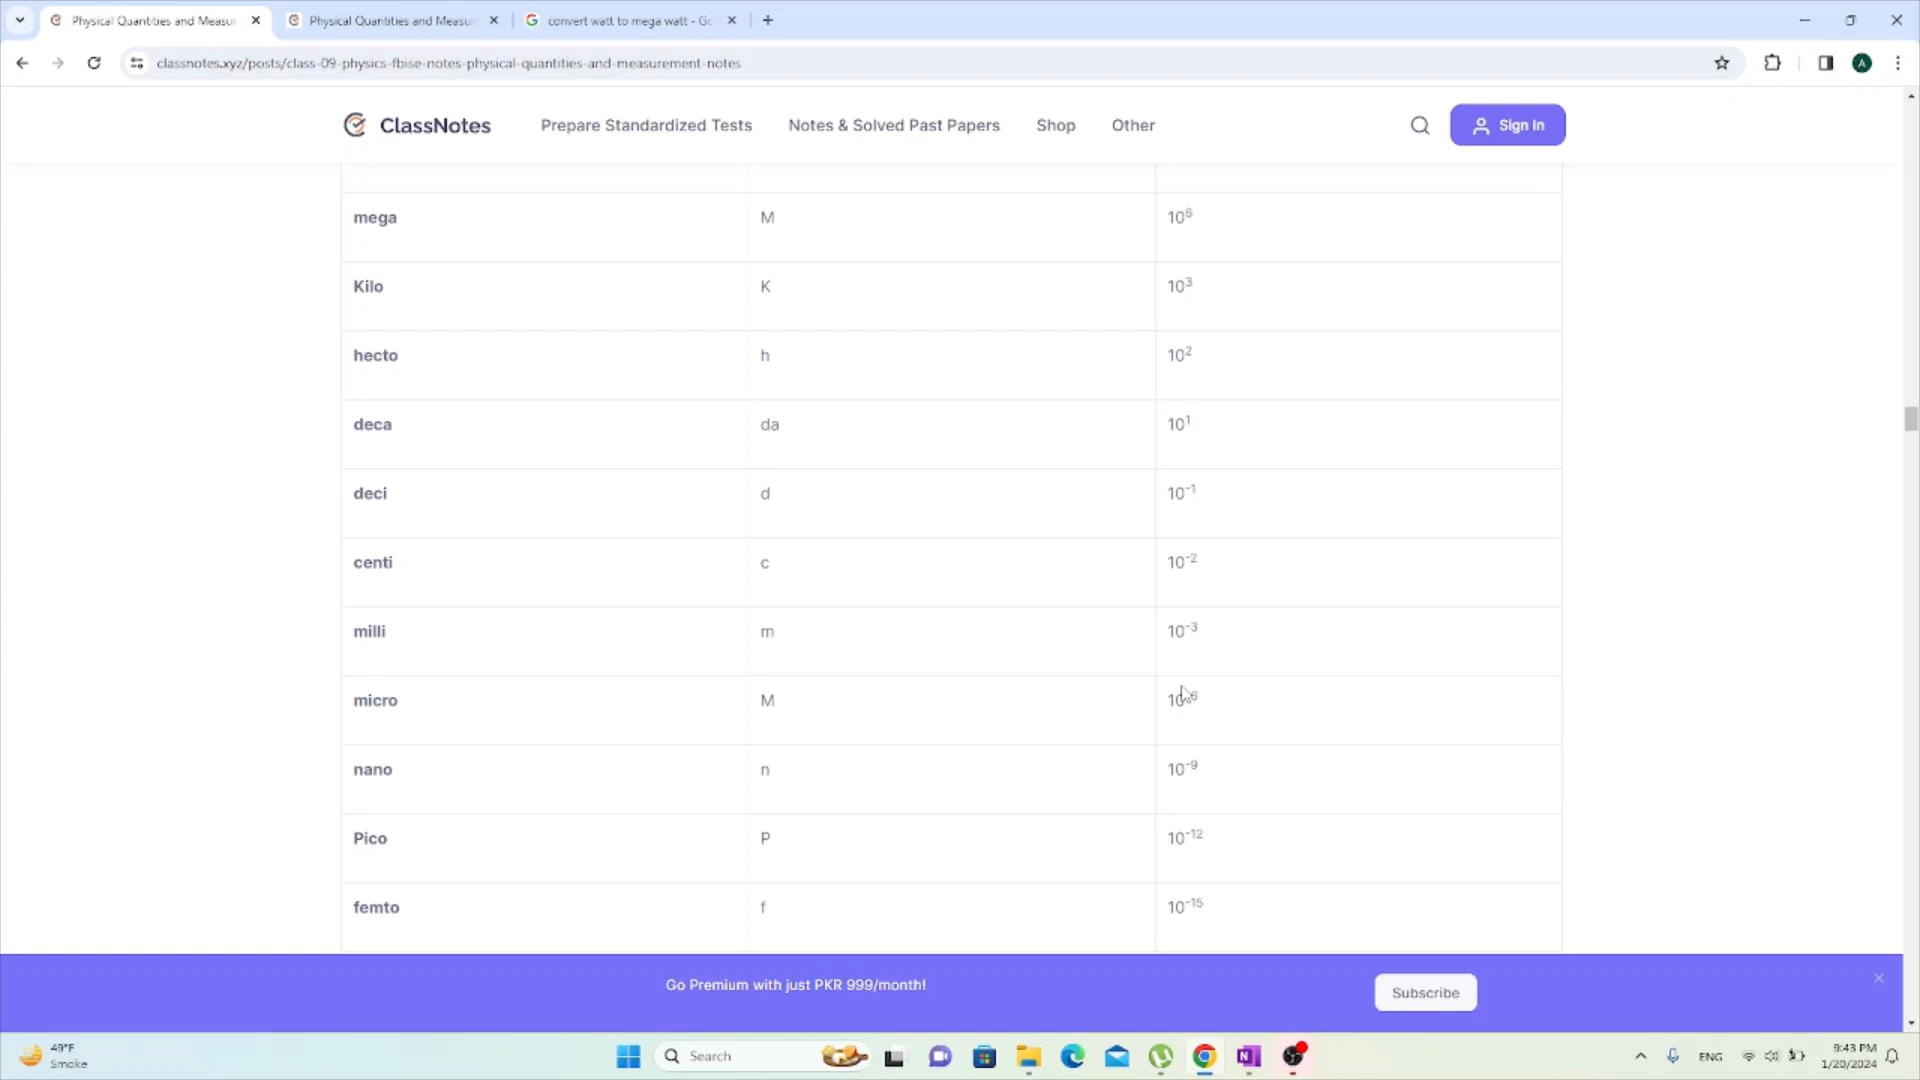 Physical Quantities and Measur
Physical Quantities and Measur
convert watt to mega watt - Go
classnotes.xyz/posts/class-09-physics-fbise-notes-physical-quantities-and-measurement-notes
A
ClassNotes
Prepare Standardized Tests
Notes & Solved Past Papers
Shop
Other
Sign In
mega M 10⁶
Kilo K 10³
hecto h 10²
deca da 10¹
deci d 10⁻¹
centi c 10⁻²
milli m 10⁻³
micro M 10⁻⁶
nano n 10⁻⁹
Pico P 10⁻¹²
femto f 10⁻¹⁵
Go Premium with just PKR 999/month!
Subscribe
49°F
Smoke
Search
N
ENG
9:43 PM
1/20/2024